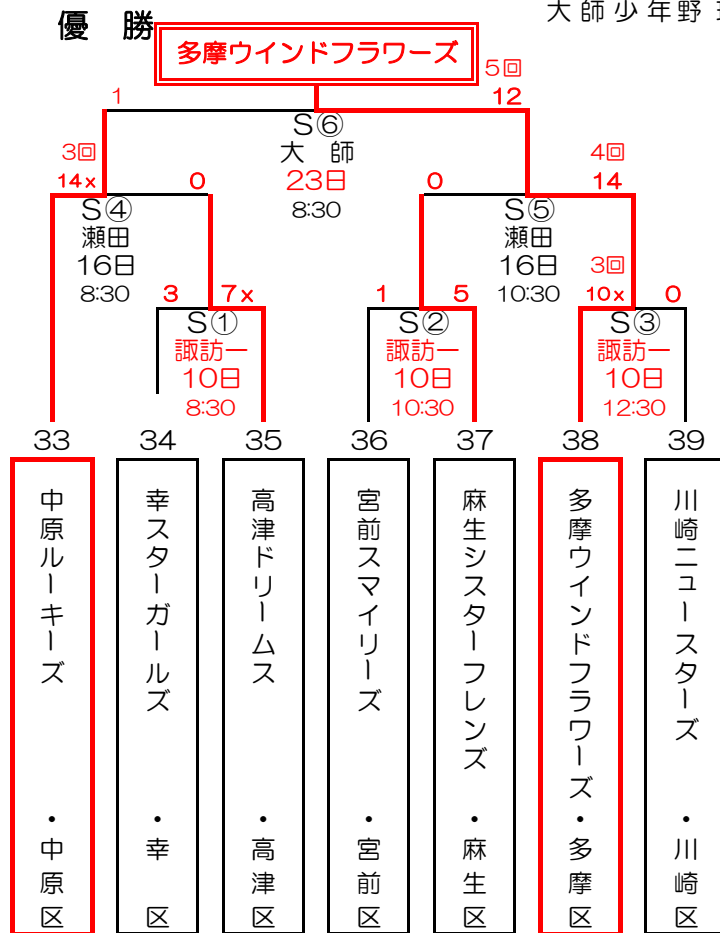 大師少年野
優勝
多摩ウインドフラワーズ
5回
1
12
S⑥
大師
23日
8:30
3回
14x
0
S④
瀬田
16日
8:30
4回
0
14
S⑤
瀬田
16日
10:30
3
7x
S①
諏訪一
10日
8:30
1
5
S②
諏訪一
10日
10:30
3回
10x
0
S③
諏訪一
10日
12:30
33
34
35
36
37
38
39
中原ルーキーズ・中原区
幸スターガールズ・幸区
高津ドリームス・高津区
宮前スマイリーズ・宮前区
麻生シスターフレンズ・麻生区
多摩ウインドフラワーズ・多摩区
川崎ニュースターズ・川崎区